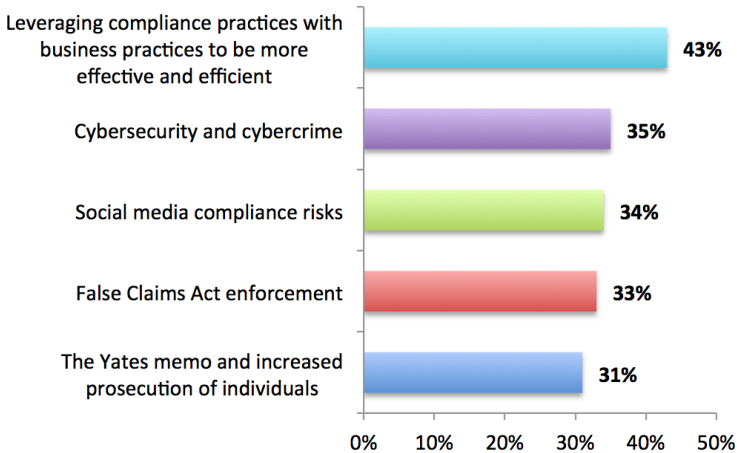 Leveraging compliance practices with
business practices to be more
effective and efficient
43%
Cybersecurity and cybercrime
35%
Social media compliance risks
34%
False Claims Act enforcement
33%
The Yates memo and increased
prosecution of individuals
31%
0% 10% 20% 30% 40% 50%